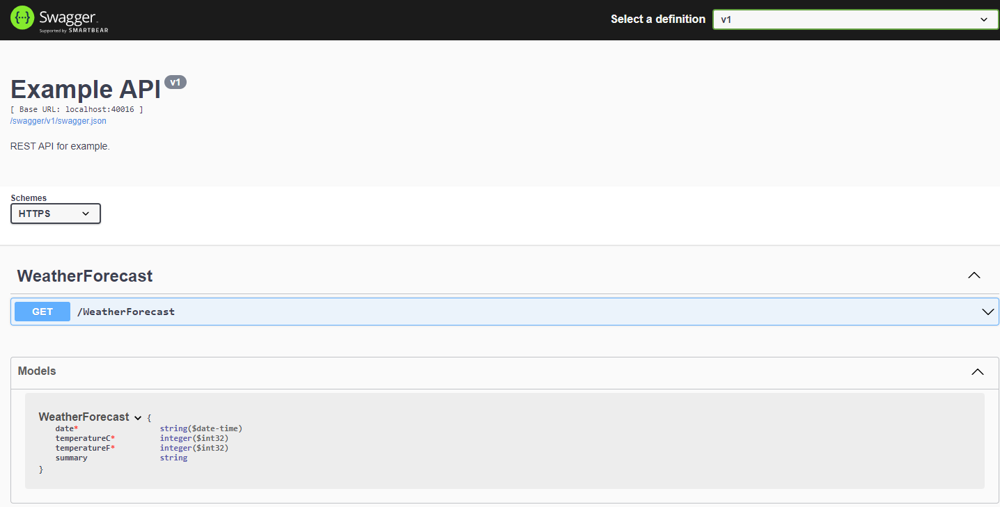 Swagger.
Supported by SMARTBEAR
Select a definition
v1
Example API v1
[ Base URL: localhost:40016 ]
/swagger/v1/swagger.json
REST API for example.
Schemes
HTTPS
WeatherForecast
GET /WeatherForecast
Models
WeatherForecast {
date* string($date-time)
temperatureC* integer($int32)
temperatureF* integer($int32)
summary string
}